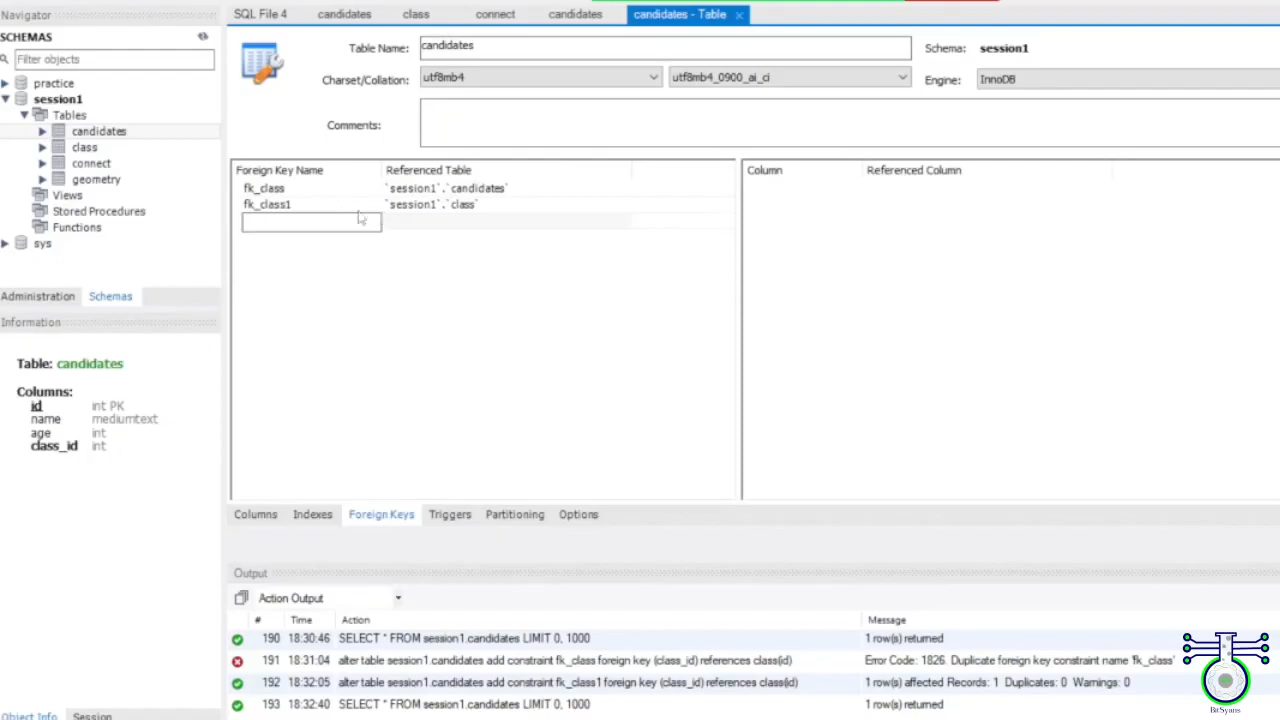 Navigator
SCHEMAS
Filter objects
practice
session1
Tables
candidates
class
connect
geometry
Views
Stored Procedures
Functions
sys
Administration Schemas
Information
Table: candidates
Columns:
id int PK
name mediumtext
age int
class_id int
Object Info Session
SQL File 4 candidates class connect candidates candidates - Table
Table Name: candidates Schema: session1
Charset/Collation: utf8mb4 utf8mb4_0900_ai_ci Engine: InnoDB
Comments:
Foreign Key Name Referenced Table
fk_class `session1`.`candidates`
fk_class1 `session1`.`class`
Column Referenced Column
Columns Indexes Foreign Keys Triggers Partitioning Options
Output
Action Output
# Time Action Message
190 18:30:46 SELECT * FROM session1.candidates LIMIT 0, 1000 1 row(s) returned
191 18:31:04 alter table session1.candidates add constraint fk_class foreign key (class_id) references class(id) Error Code: 1826. Duplicate foreign key constraint name 'fk_class'
192 18:32:05 alter table session1.candidates add constraint fk_class1 foreign key (class_id) references class(id) 1 row(s) affected Records: 1 Duplicates: 0 Warnings: 0
193 18:32:40 SELECT * FROM session1.candidates LIMIT 0, 1000 1 row(s) returned
BitSyans